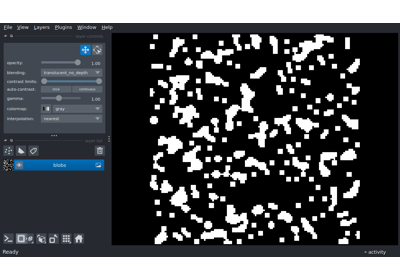 File View Plugins Window Help
opacity: 1.00
blending: translucent_no_depth
contrast limits:
auto-contrast: once continuous
gamma: 1.00
colormap: gray
interpolation: nearest
blobs
Ready
activity